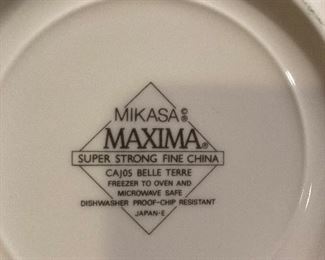 MIKASA©®
MAXIMA®
SUPER STRONG FINE CHINA
CAJ05 BELLE TERRE
FREEZER TO OVEN AND
MICROWAVE SAFE
DISHWASHER PROOF-CHIP RESISTANT
JAPAN-E